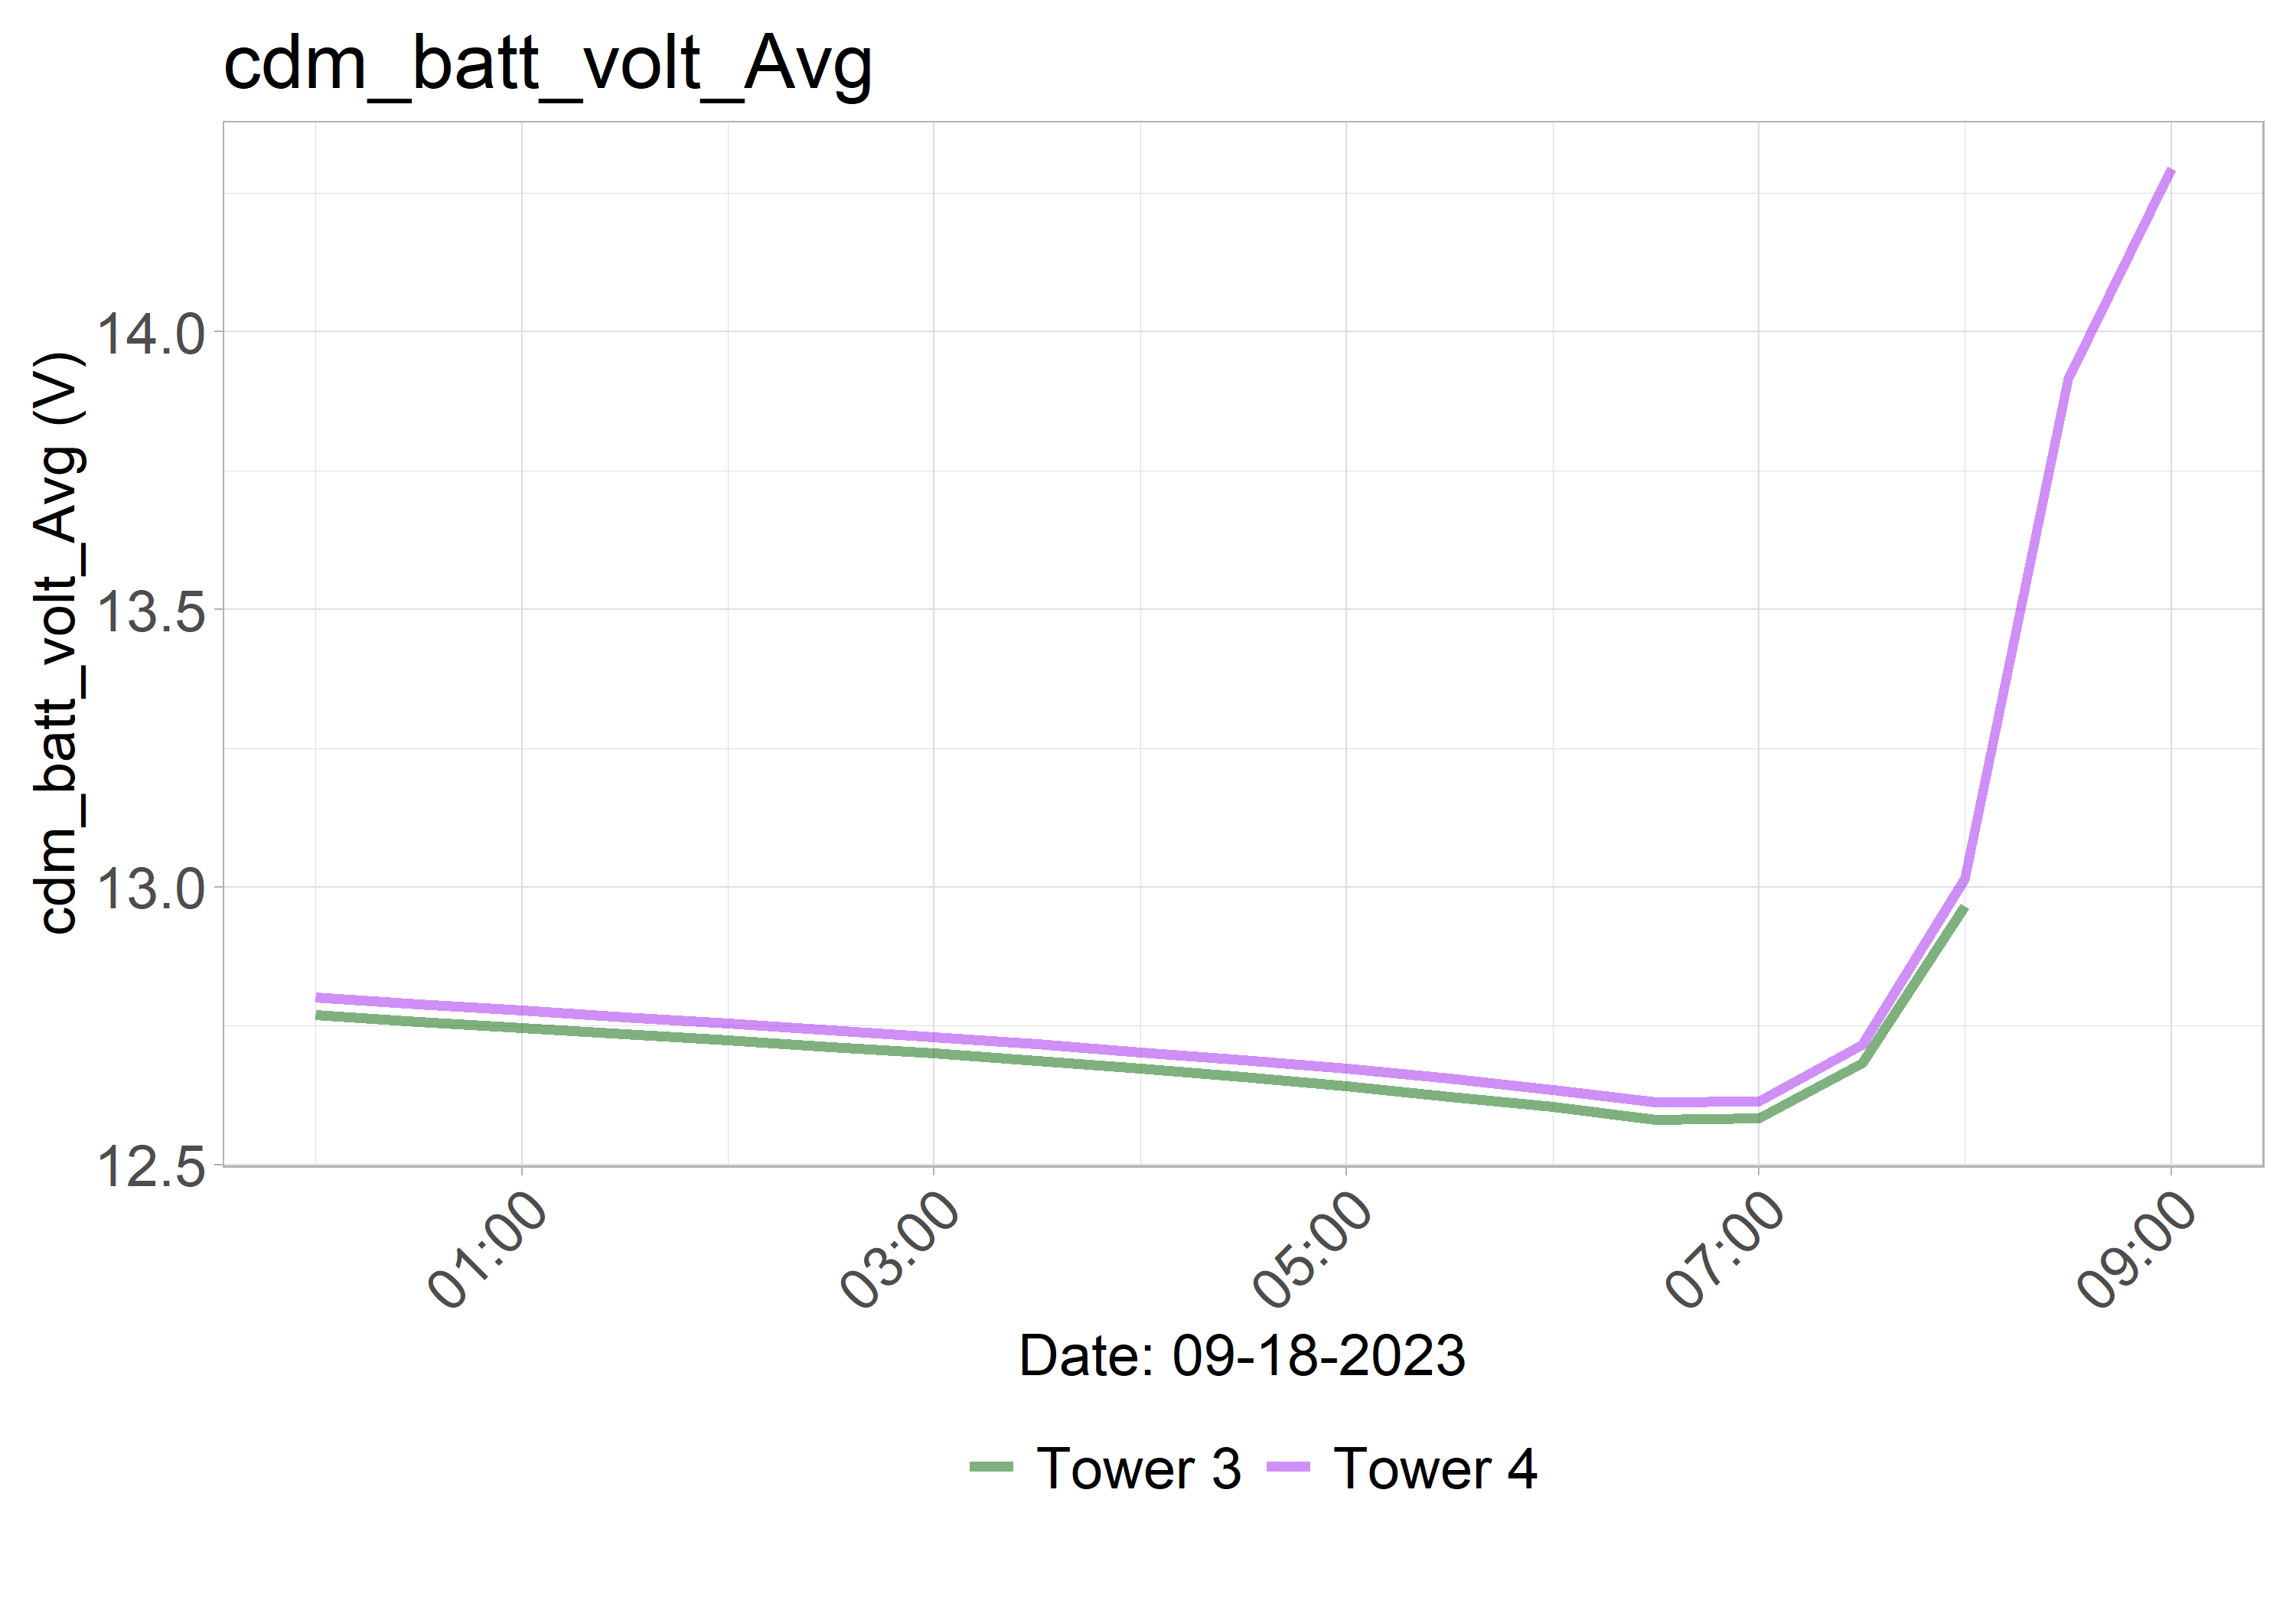 cdm_batt_volt_Avg
cdm_batt_volt_Avg (V)
14.0
13.5
13.0
12.5
01:00
03:00
05:00
07:00
09:00
Date: 09-18-2023
Tower 3
Tower 4